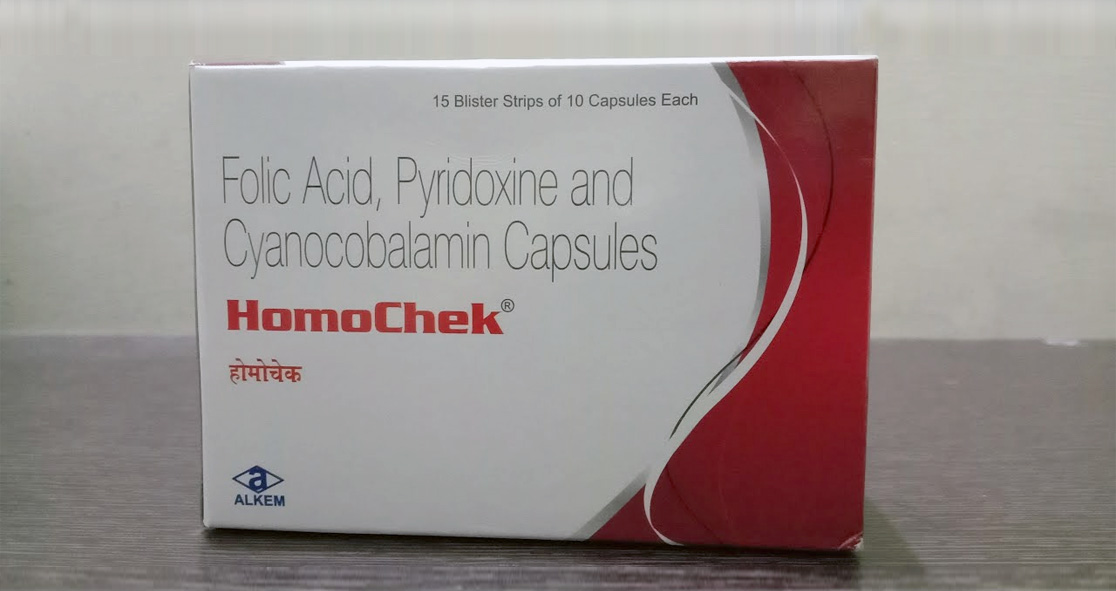 15 Blister Strips of 10 Capsules Each
Folic Acid, Pyridoxine and
Cyanocobalamin Capsules
HomoChek®
होमोचेक
a
ALKEM